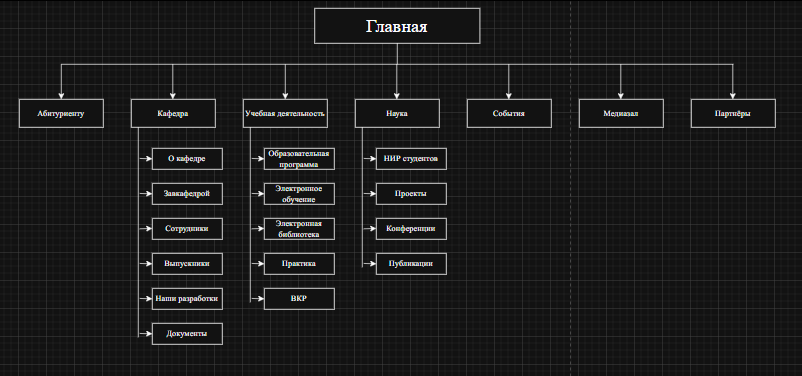 Главная
Абитуриенту
Кафедра
Учебная деятельность
Наука
События
Медиазал
Партнёры
О кафедре
Завкафедрой
Сотрудники
Выпускники
Наши разработки
Документы
Образовательная
программа
Электронное
обучение
Электронная
библиотека
Практика
ВКР
НИР студентов
Проекты
Конференции
Публикации